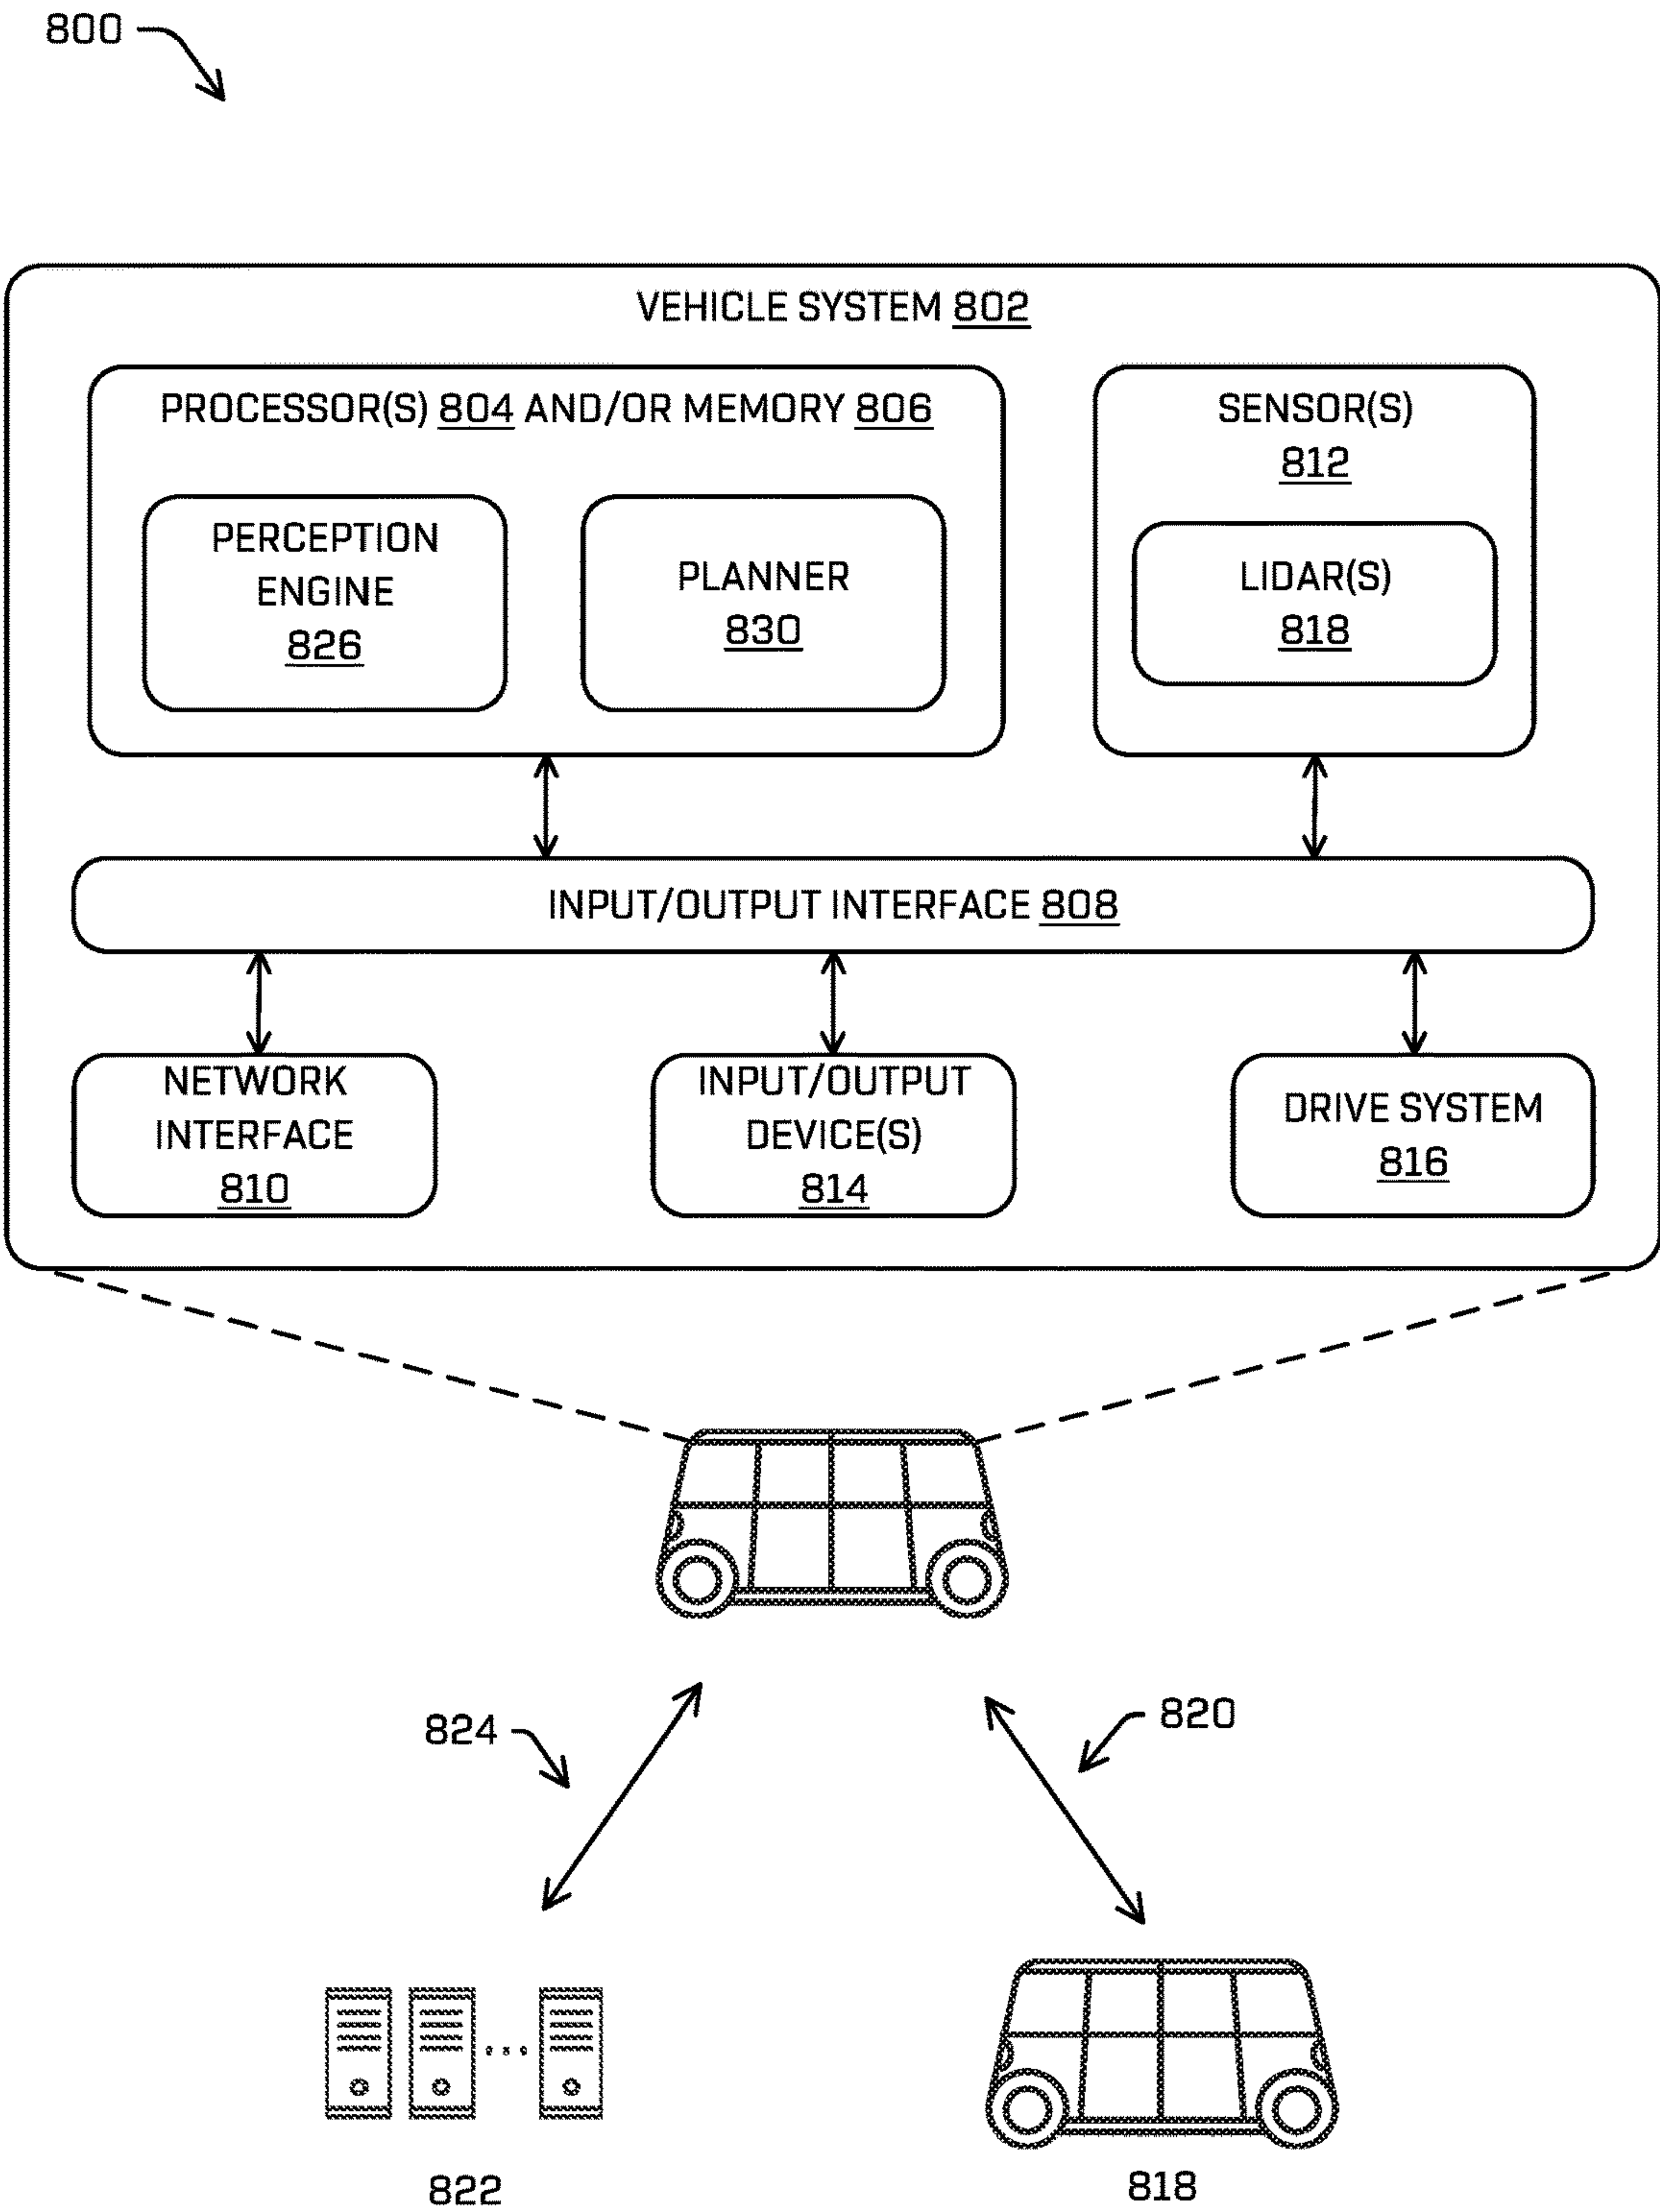 800
VEHICLE SYSTEM 802
PROCESSOR(S) 804 AND/OR MEMORY 806
PERCEPTION
ENGINE
826
PLANNER
830
SENSOR(S)
812
LIDAR(S)
818
INPUT/OUTPUT INTERFACE 808
NETWORK
INTERFACE
810
INPUT/OUTPUT
DEVICE(S)
814
DRIVE SYSTEM
816
824
820
822
818